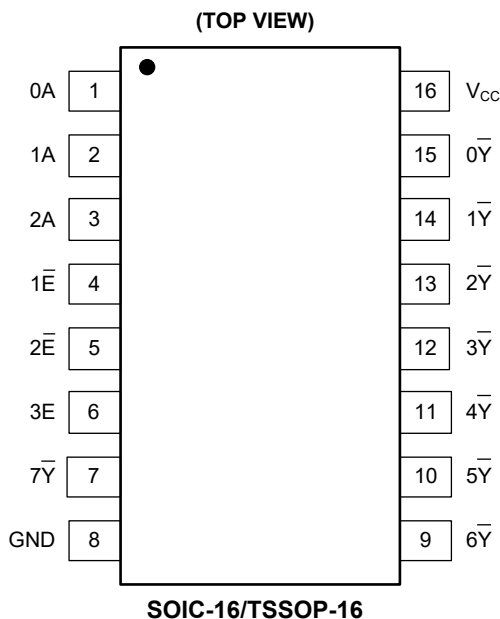 (TOP VIEW)
0A 1 16 V_CC
1A 2 15 0Y̅
2A 3 14 1Y̅
1E̅ 4 13 2Y̅
2E̅ 5 12 3Y̅
3E 6 11 4Y̅
7Y̅ 7 10 5Y̅
GND 8 9 6Y̅
SOIC-16/TSSOP-16